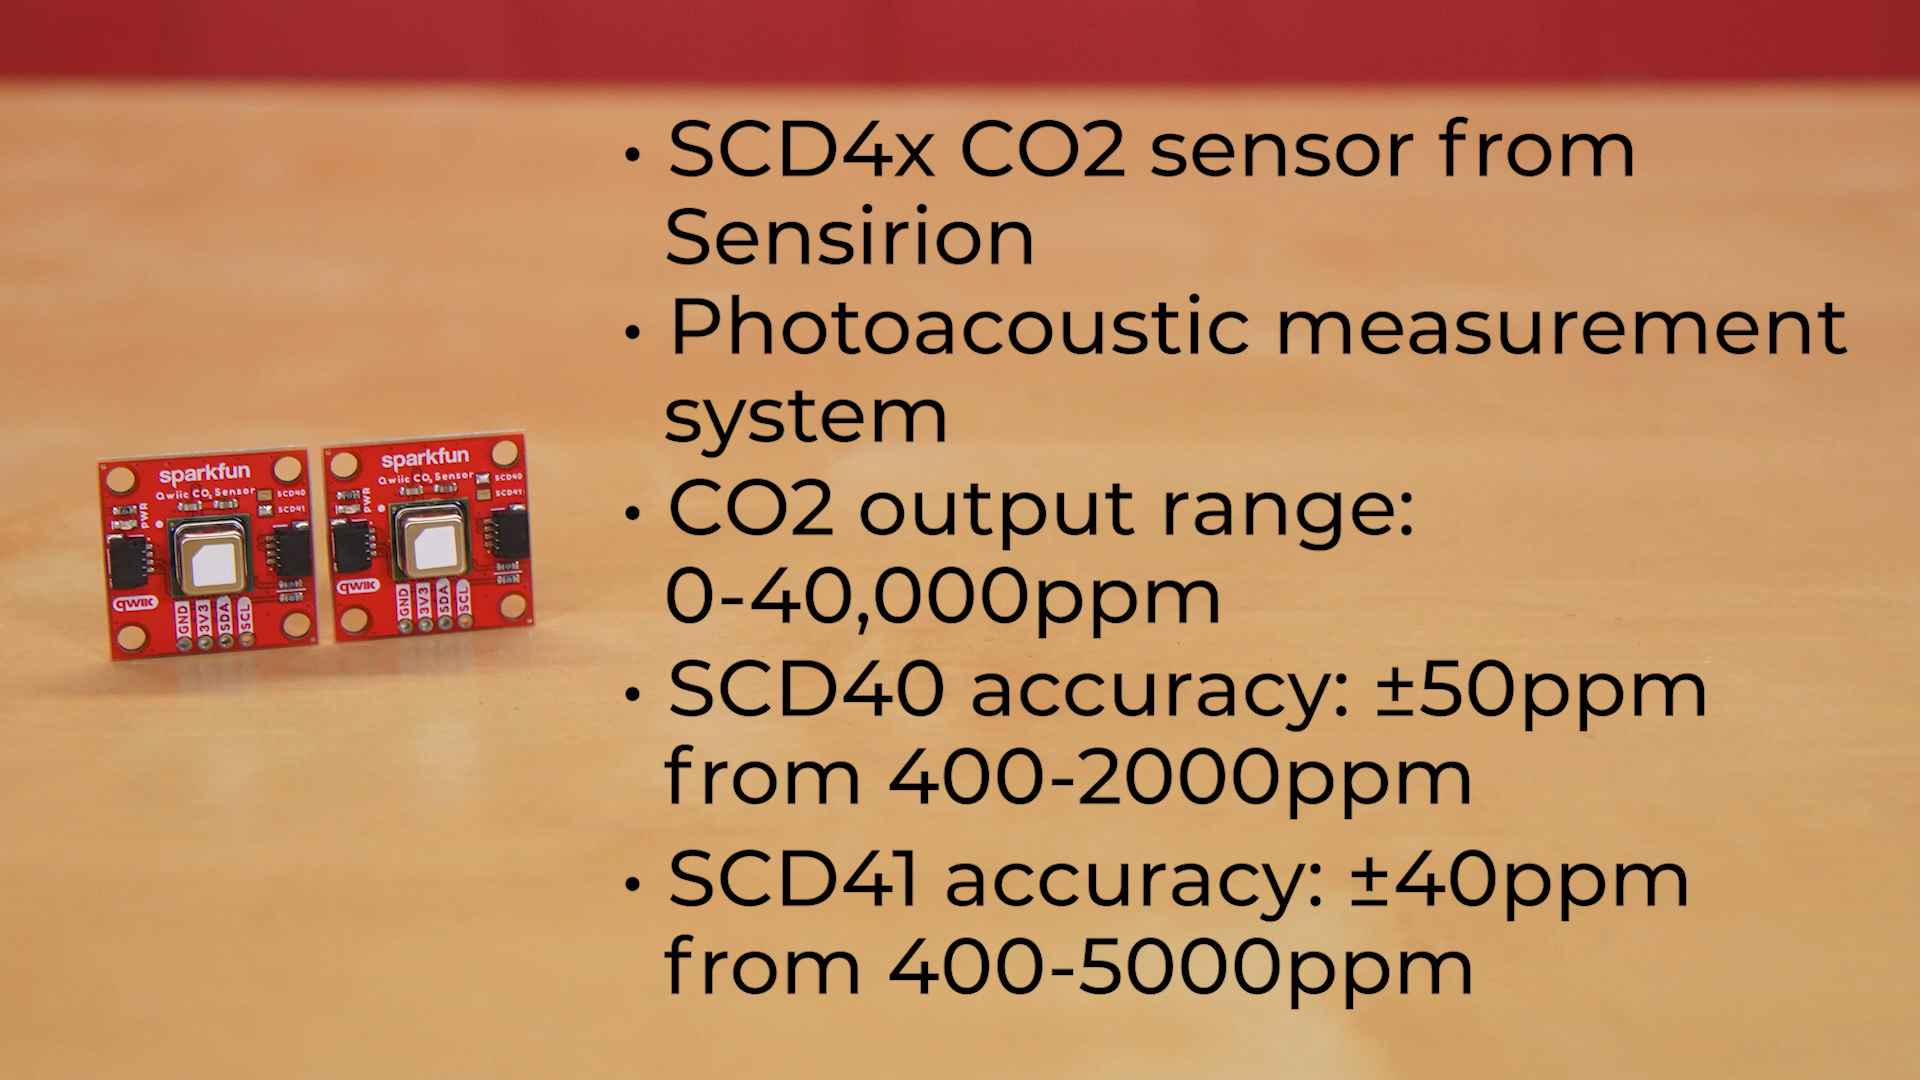 • SCD4x CO2 sensor from
Sensirion
• Photoacoustic measurement
system
• CO2 output range:
0-40,000ppm
• SCD40 accuracy: ±50ppm
from 400-2000ppm
• SCD41 accuracy: ±40ppm
from 400-5000ppm
sparkfun
Qwiic CO₂ Sensor
SCD40
SCD41
PWR
qwiic
GND
3V3
SDA
SCL
sparkfun
Qwiic CO₂ Sensor
SCD40
SCD41
PWR
qwiic
GND
3V3
SDA
SCL